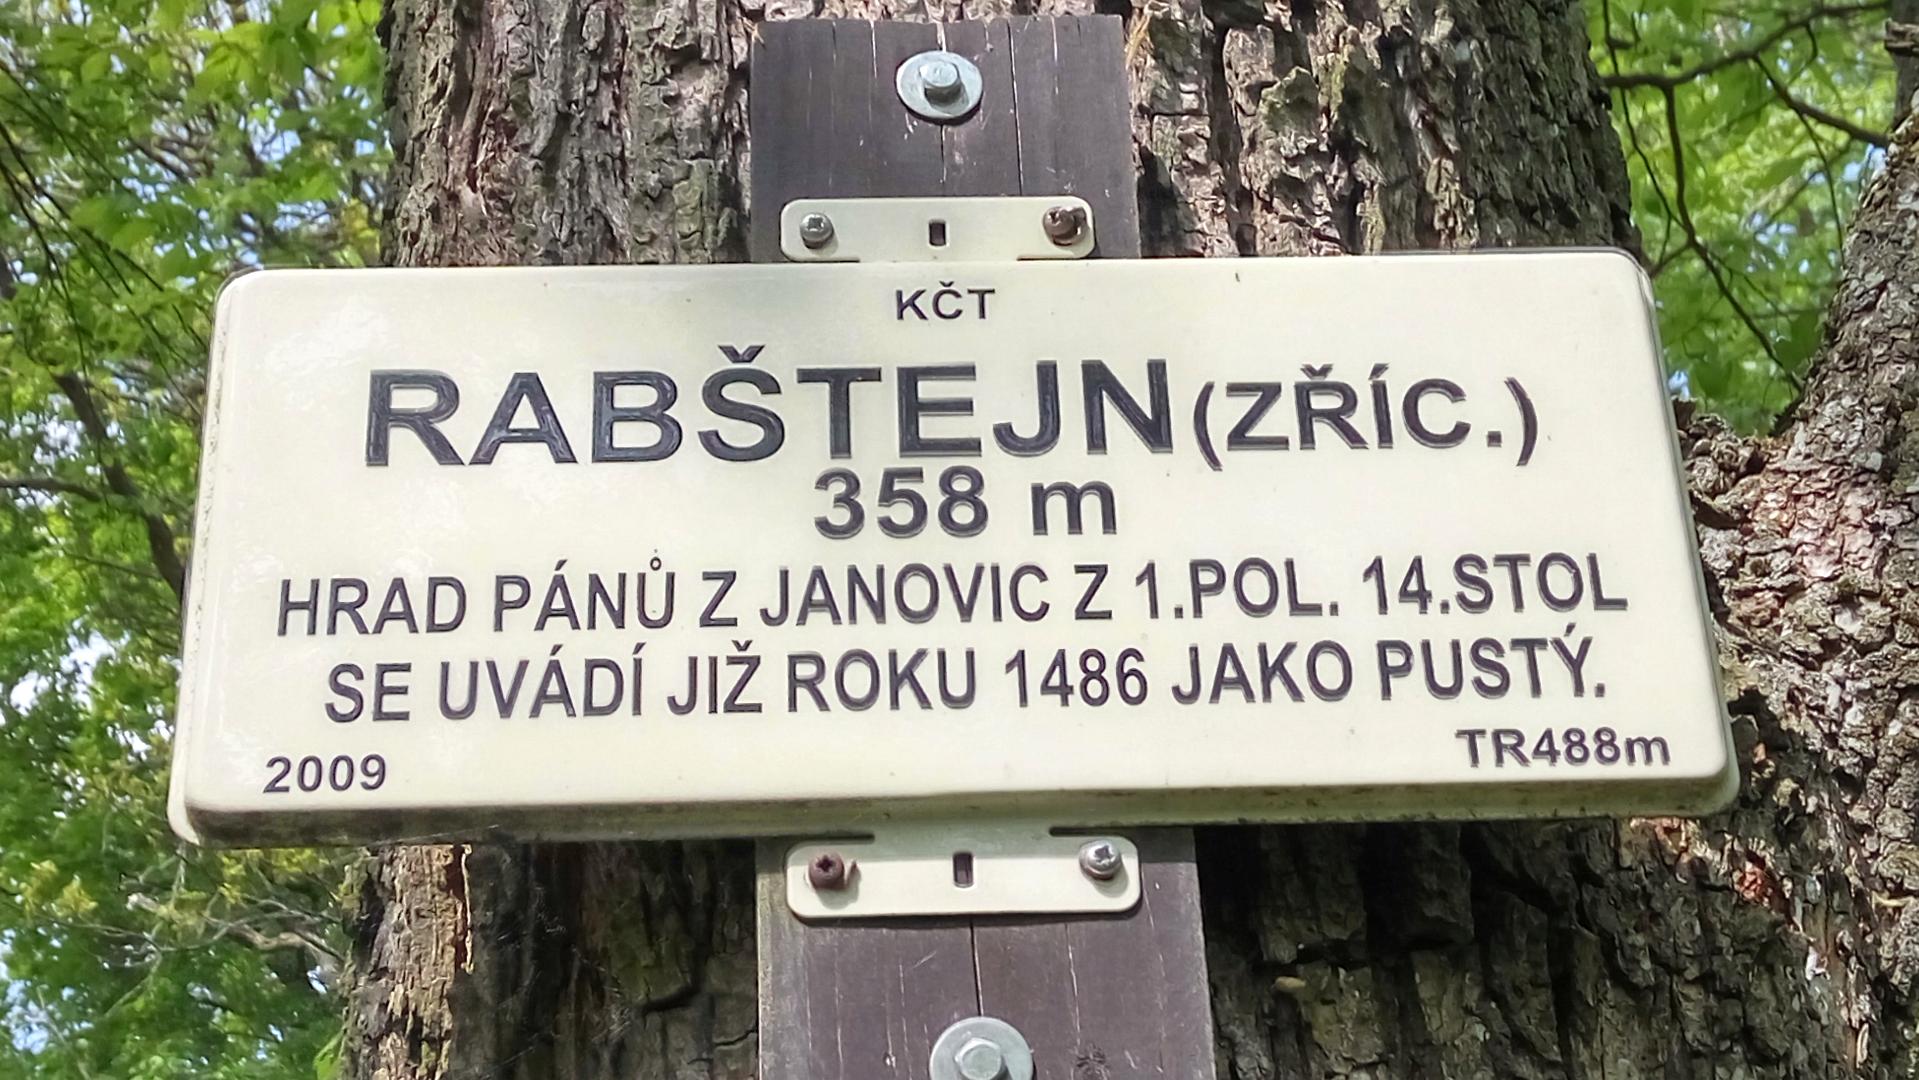 KČT
RABŠTEJN (ZŘÍC.)
358 m
HRAD PÁNŮ Z JANOVIC Z 1.POL. 14.STOL
SE UVÁDÍ JIŽ ROKU 1486 JAKO PUSTÝ.
2009 TR488m